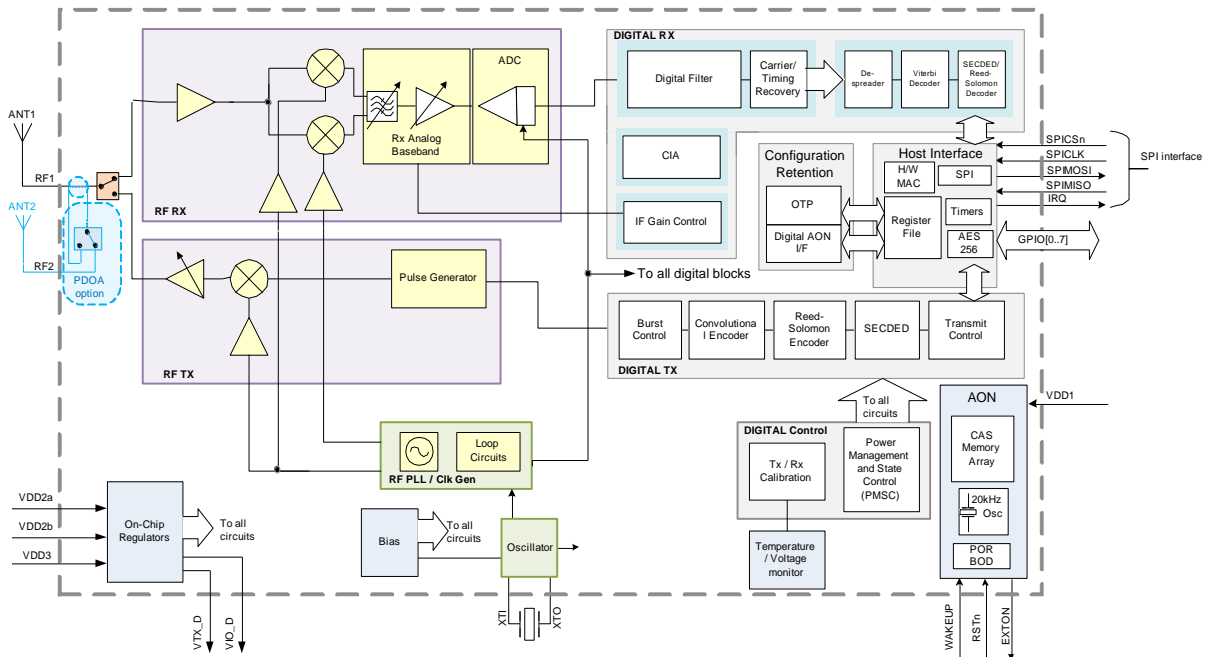 DIGITAL RX
ADC
Digital Filter
Carrier/
Timing
Recovery
De-
spreader
Viterbi
Decoder
SECDED/
Reed-
Solomon
Decoder
ANT1
Rx Analog
Baseband
CIA
Configuration
Retention
Host Interface
H/W
MAC
SPI
SPICSn
SPICLK
SPIMOSI
SPIMISO
IRQ
SPI interface
RF1
ANT2
RF2
PDOA
option
RF RX
IF Gain Control
OTP
Digital AON
I/F
Register
File
Timers
AES
256
GPIO[0..7]
To all digital blocks
Pulse Generator
RF TX
Burst
Control
Convolutiona
l Encoder
Reed-
Solomon
Encoder
SECDED
Transmit
Control
DIGITAL TX
AON
VDD1
To all
circuits
CAS
Memory
Array
DIGITAL Control
Tx / Rx
Calibration
Power
Management
and State
Control
(PMSC)
Loop
Circuits
RF PLL / Clk Gen
20kHz
Osc
POR
BOD
VDD2a
VDD2b
VDD3
On-Chip
Regulators
To all
circuits
Bias
To all
circuits
Oscillator
Temperature
/ Voltage
monitor
XTI
XTO
VTX_D
VIO_D
WAKEUP
RSTn
EXTON